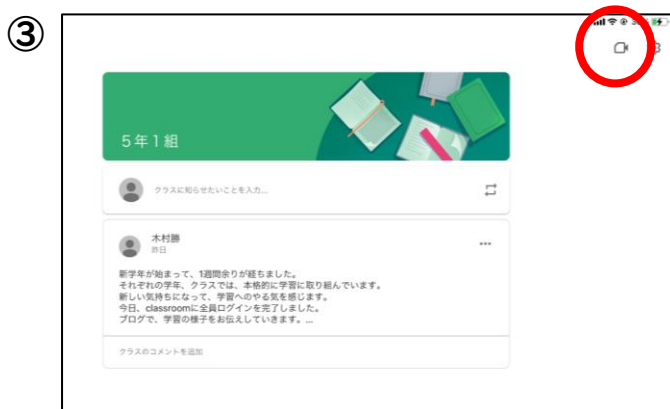 ③
5年1組
クラスに知らせたいことを入力...
木村勝
昨日
新学年が始まって、1週間余りが経ちました。
それぞれの学年、クラスでは、本格的に学習に取り組んでいます。
新しい気持ちになって、学習へのやる気を感じます。
今日、classroomに全員ログインを完了しました。
ブログで、学習の様子をお伝えしていきます。...
クラスのコメントを追加